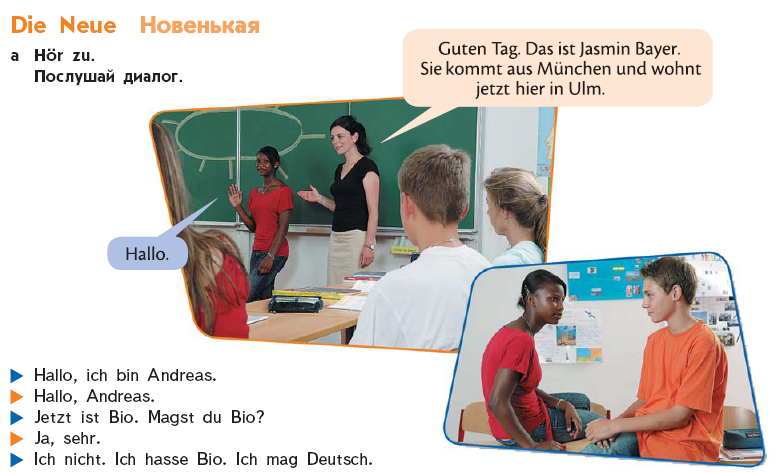 Die Neue Новенькая
a Hör zu.
Послушай диалог.
Guten Tag. Das ist Jasmin Bayer.
Sie kommt aus München und wohnt
jetzt hier in Ulm.
Hallo.
Hallo, ich bin Andreas.
Hallo, Andreas.
Jetzt ist Bio. Magst du Bio?
Ja, sehr.
Ich nicht. Ich hasse Bio. Ich mag Deutsch.